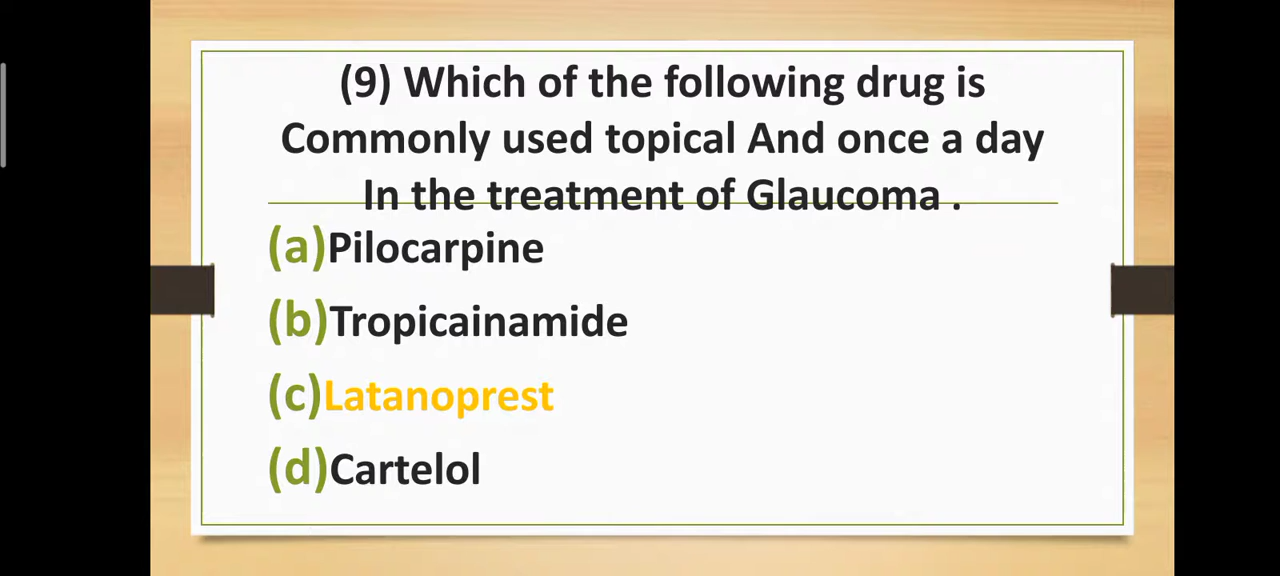 (9) Which of the following drug is
Commonly used topical And once a day
In the treatment of Glaucoma .
(a)Pilocarpine
(b)Tropicainamide
(c)Latanoprest
(d)Cartelol